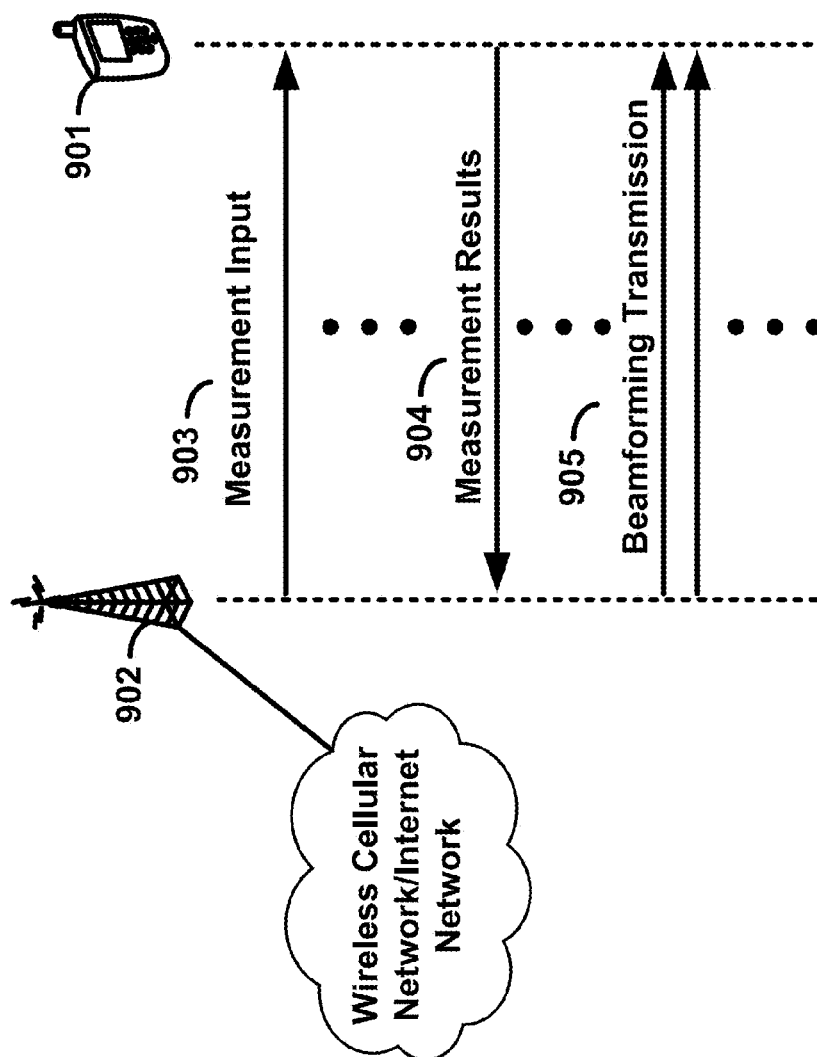 901
902
903
Measurement Input
904
Measurement Results
905
Beamforming Transmission
Wireless Cellular
Network/Internet
Network